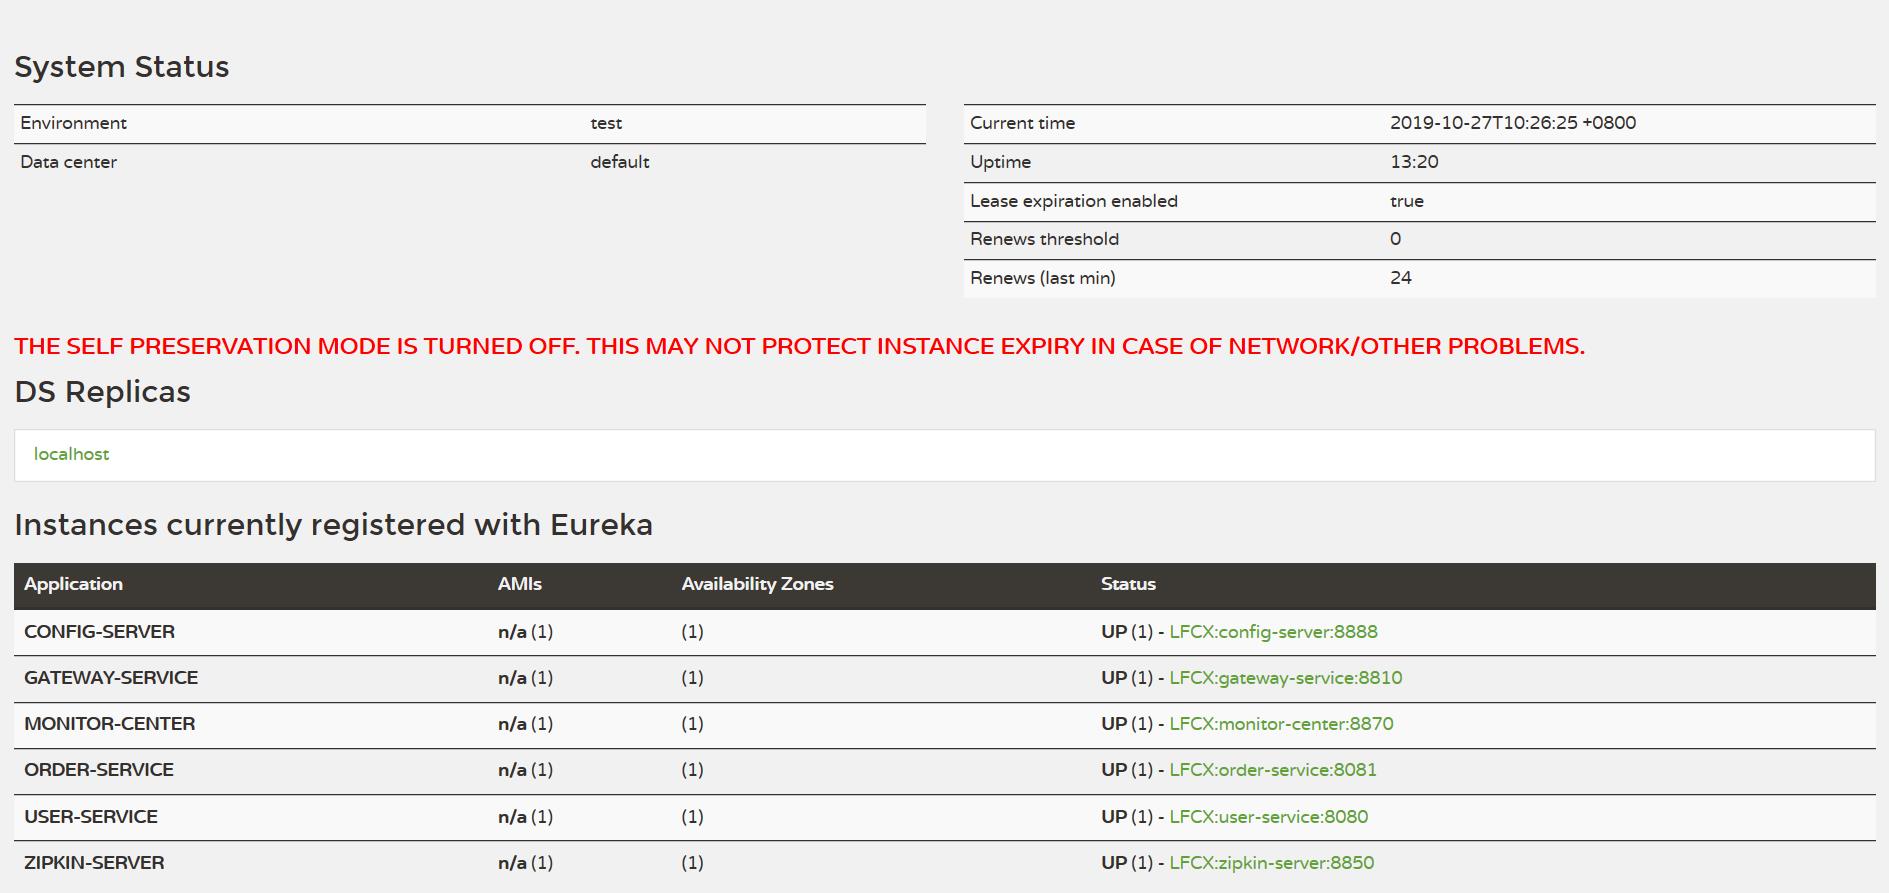 System Status
Environment test
Data center default
Current time 2019-10-27T10:26:25 +0800
Uptime 13:20
Lease expiration enabled true
Renews threshold 0
Renews (last min) 24
THE SELF PRESERVATION MODE IS TURNED OFF. THIS MAY NOT PROTECT INSTANCE EXPIRY IN CASE OF NETWORK/OTHER PROBLEMS.
DS Replicas
localhost
Instances currently registered with Eureka
Application AMIs Availability Zones Status
CONFIG-SERVER n/a (1) (1) UP (1) - LFCX:config-server:8888
GATEWAY-SERVICE n/a (1) (1) UP (1) - LFCX:gateway-service:8810
MONITOR-CENTER n/a (1) (1) UP (1) - LFCX:monitor-center:8870
ORDER-SERVICE n/a (1) (1) UP (1) - LFCX:order-service:8081
USER-SERVICE n/a (1) (1) UP (1) - LFCX:user-service:8080
ZIPKIN-SERVER n/a (1) (1) UP (1) - LFCX:zipkin-server:8850